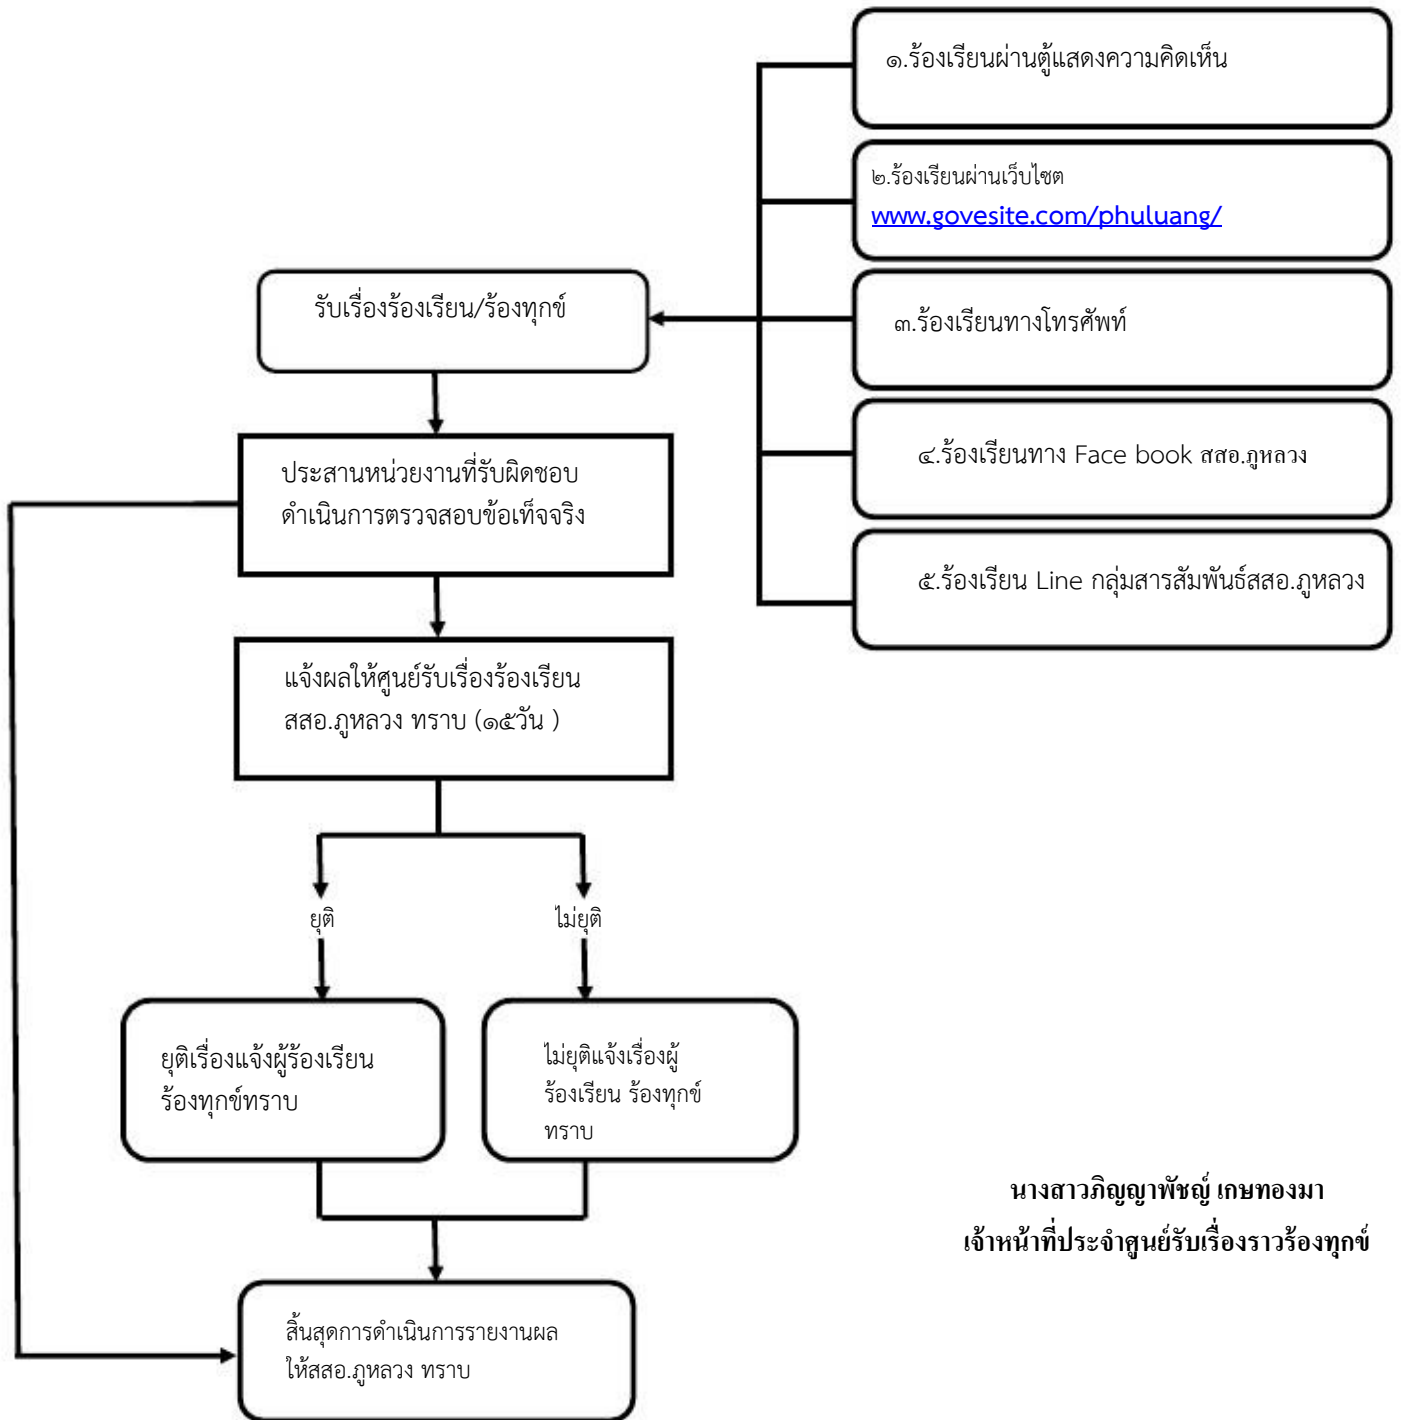 ๑.ร้องเรียนผ่านตู้แสดงความคิดเห็น
๒.ร้องเรียนผ่านเว็บไซต
www.govesite.com/phuluang/
รับเรื่องร้องเรียน/ร้องทุกข์
๓.ร้องเรียนทางโทรศัพท์
๔.ร้องเรียนทาง Face book สสอ.ภูหลวง
ประสานหน่วยงานที่รับผิดชอบ
ดำเนินการตรวจสอบข้อเท็จจริง
๕.ร้องเรียน Line กลุ่มสารสัมพันธ์สสอ.ภูหลวง
แจ้งผลให้ศูนย์รับเรื่องร้องเรียน
สสอ.ภูหลวง ทราบ (๑๕วัน )
ยุติ
ไม่ยุติ
ยุติเรื่องแจ้งผู้ร้องเรียน
ร้องทุกข์ทราบ
ไม่ยุติแจ้งเรื่องผู้
ร้องเรียน ร้องทุกข์
ทราบ
นางสาวภิญญาพัชญ์ เกษทองมา
เจ้าหน้าที่ประจำศูนย์รับเรื่องราวร้องทุกข์
สิ้นสุดการดำเนินการรายงานผล
ให้สสอ.ภูหลวง ทราบ